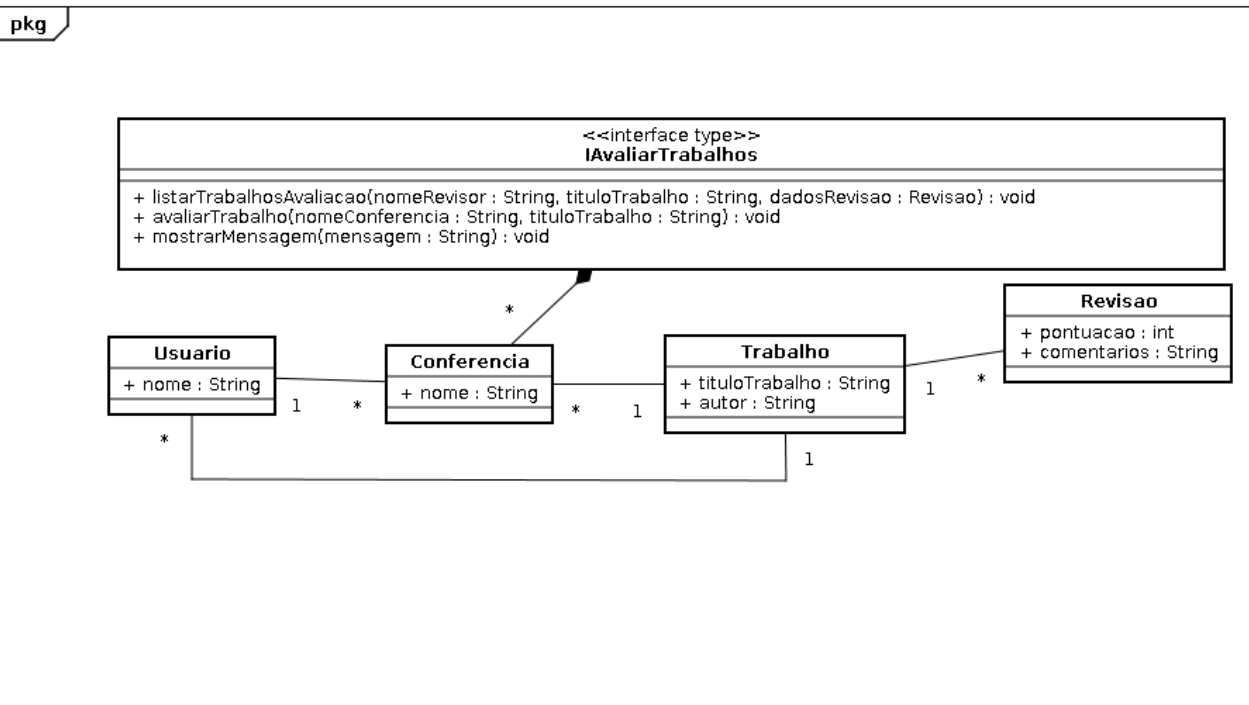 pkg
<<interface type>>
IAvaliarTrabalhos
+ listarTrabalhosAvaliacao(nomeRevisor : String, tituloTrabalho : String, dadosRevisao : Revisao) : void
+ avaliarTrabalho(nomeConferencia : String, tituloTrabalho : String) : void
+ mostrarMensagem(mensagem : String) : void
*
Revisao
+ pontuacao : int
+ comentarios : String
Usuario
+ nome : String
Conferência
+ nome : String
Trabalho
+ tituloTrabalho : String
+ autor : String
1
*
*
1
1
*
*
1